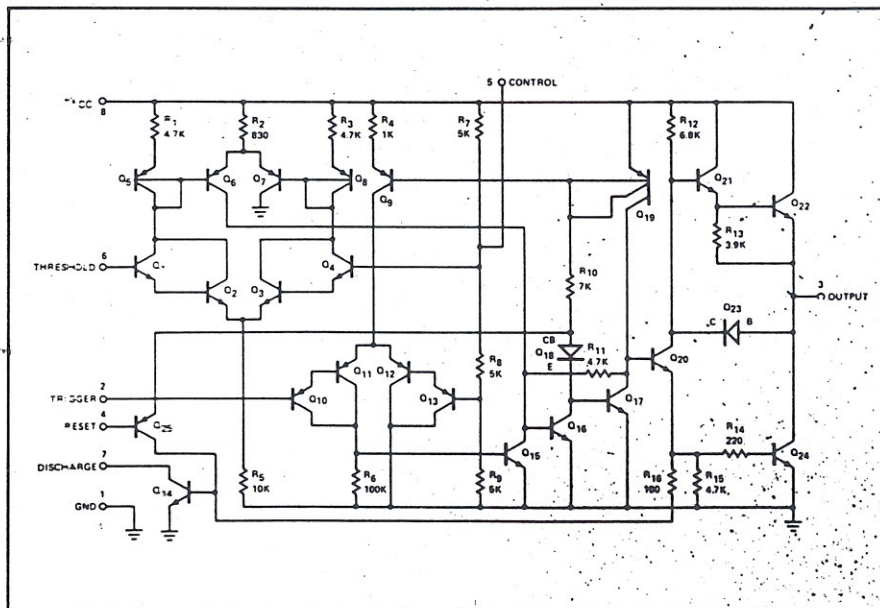 5 CONTROL
VCC
8
R1
4.7K
R2
830
R3
4.7K
R4
1K
R7
5K
R12
6.8K
Q5
Q6
Q7
Q8
Q9
Q19
Q21
Q22
R13
3.9K
6
THRESHOLD
Q2
Q3
Q4
R10
7K
3
OUTPUT
Q23
C B
CB
Q18
E
R11
4.7K
Q20
R8
5K
Q11
Q12
2
TRIGGER
Q10
Q13
Q17
4
RESET
Q25
Q16
R14
220
7
DISCHARGE
Q15
Q24
Q14
R5
10K
R6
100K
R9
5K
R16
100
R15
4.7K
1
GND